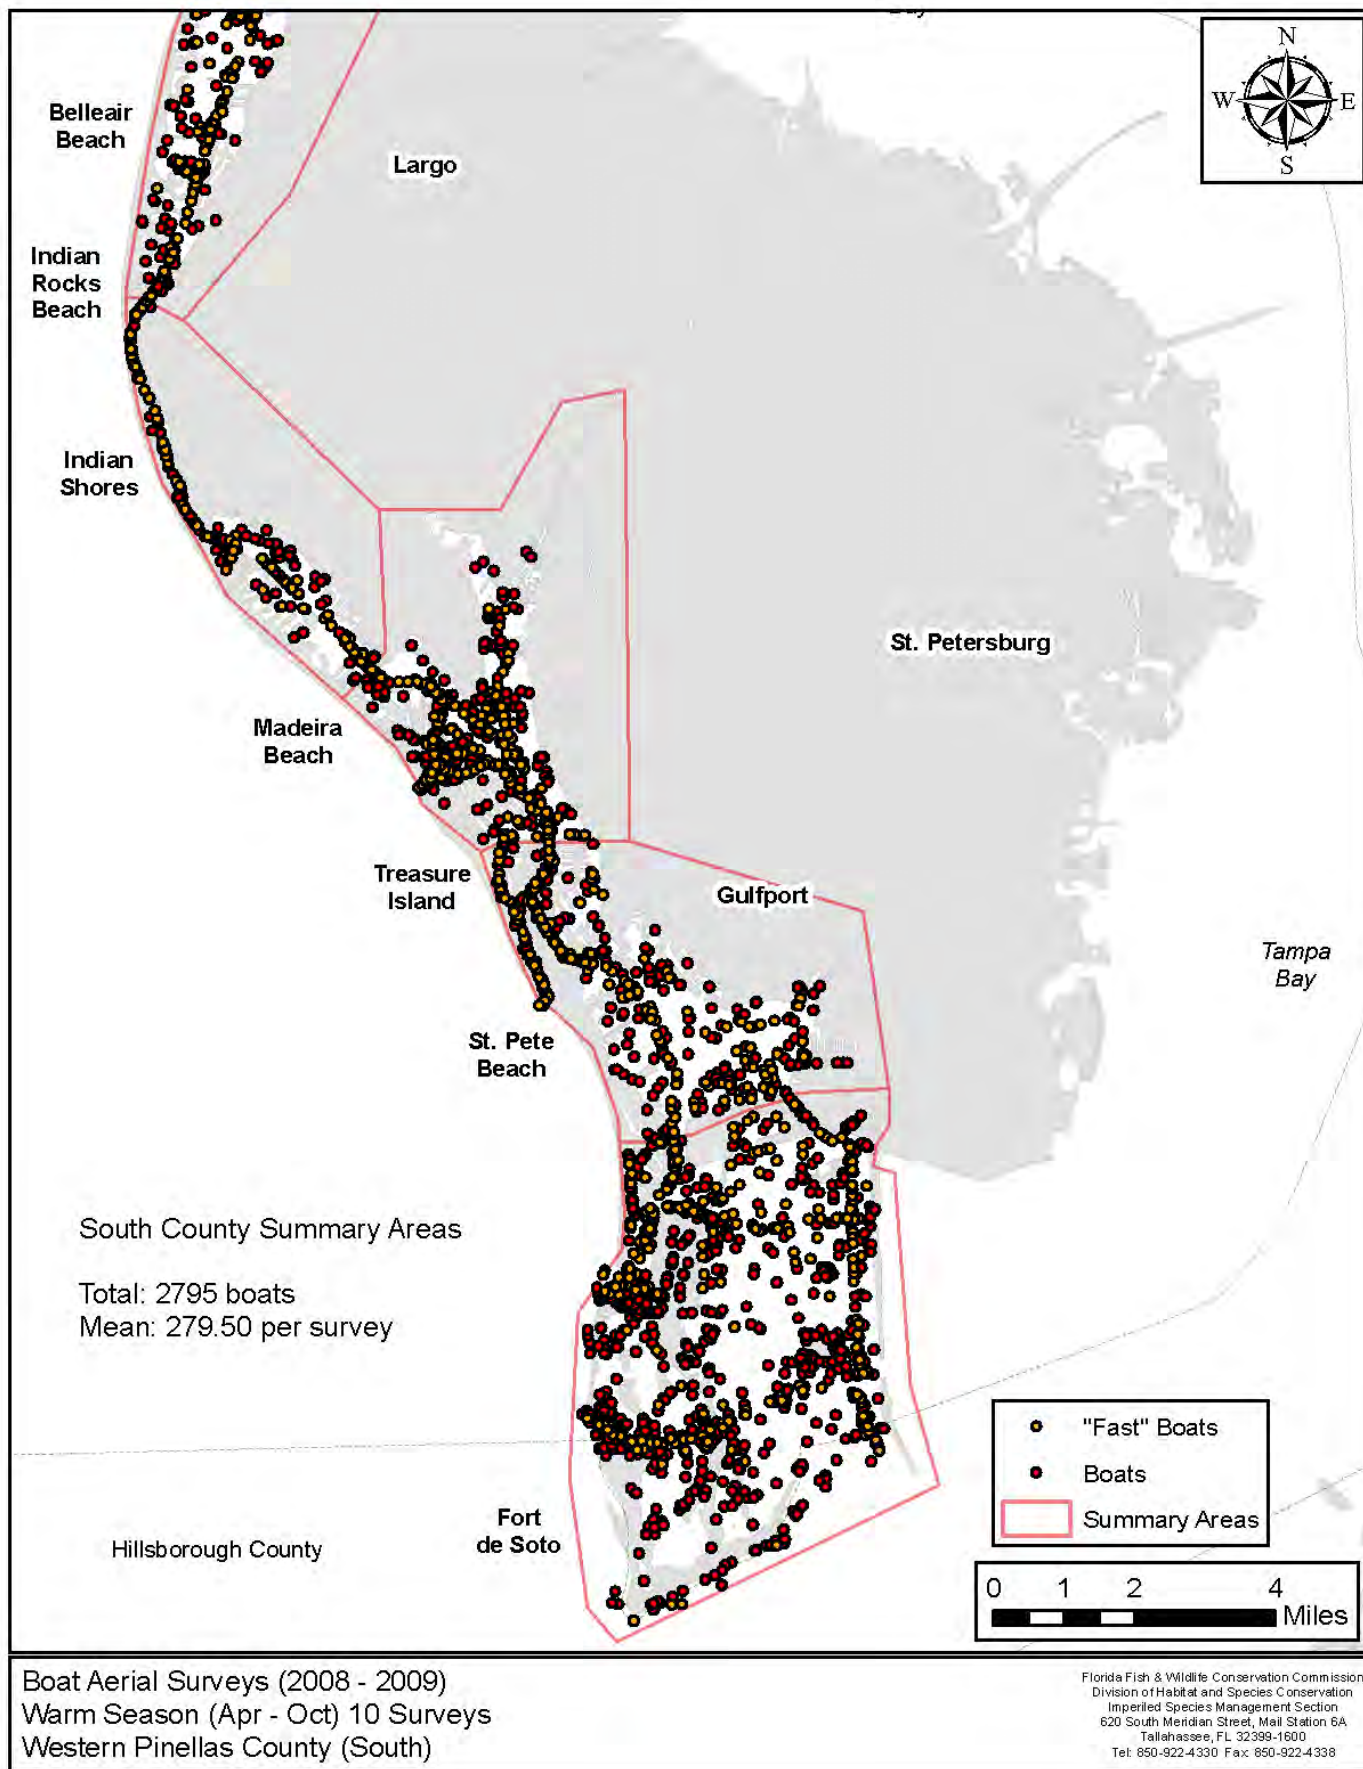 Bay
N
W
E
S
Belleair
Beach
Largo
Indian
Rocks
Beach
Indian
Shores
St. Petersburg
Madeira
Beach
Treasure
Island
Gulfport
Tampa
Bay
St. Pete
Beach
South County Summary Areas
Total: 2795 boats
Mean: 279.50 per survey
"Fast" Boats
Boats
Summary Areas
Fort
de Soto
Hillsborough County
0 1 2 4
Miles
Boat Aerial Surveys (2008 - 2009)
Warm Season (Apr - Oct) 10 Surveys
Western Pinellas County (South)
Florida Fish & Wildlife Conservation Commission
Division of Habitat and Species Conservation
Imperiled Species Management Section
620 South Meridian Street, Mail Station 6A
Tallahassee, FL 32399-1600
Tel: 850-922-4330 Fax: 850-922-4338